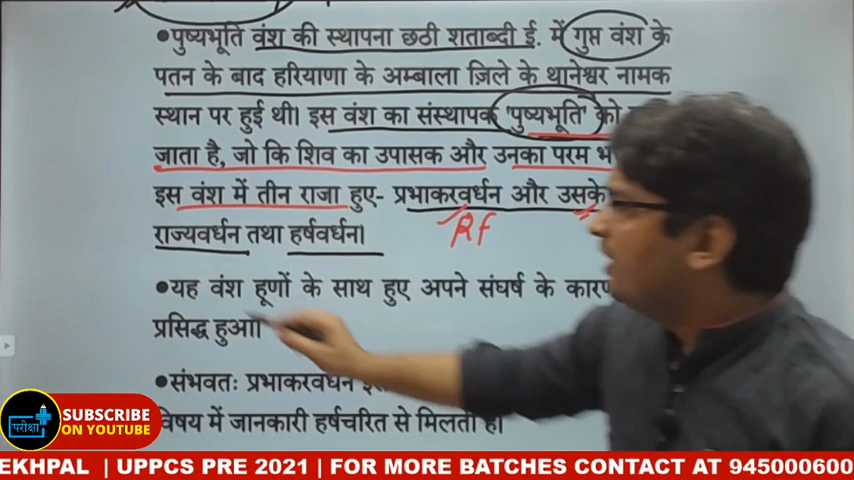 •पुष्यभूति वंश की स्थापना छठी शताब्दी ई. में गुप्त वंश के
पतन के बाद हरियाणा के अम्बाला ज़िले के थानेश्वर नामक
स्थान पर हुई थी। इस वंश का संस्थापक 'पुष्यभूति' को
जाता है, जो कि शिव का उपासक और उनका परम
इस वंश में तीन राजा हुए- प्रभाकरवर्धन और उसके
राज्यवर्धन तथा हर्षवर्धन।
Rf
•यह वंश हूणों के साथ हुए अपने संघर्ष के
प्रसिद्ध हुआ।
•संभवतः प्रभाकरवर्धन
विषय में जानकारी हर्षचरित से मिलती है।
परीक्षा
SUBSCRIBE
ON YOUTUBE
EKHPAL | UPPCS PRE 2021 | FOR MORE BATCHES CONTACT AT 945000600